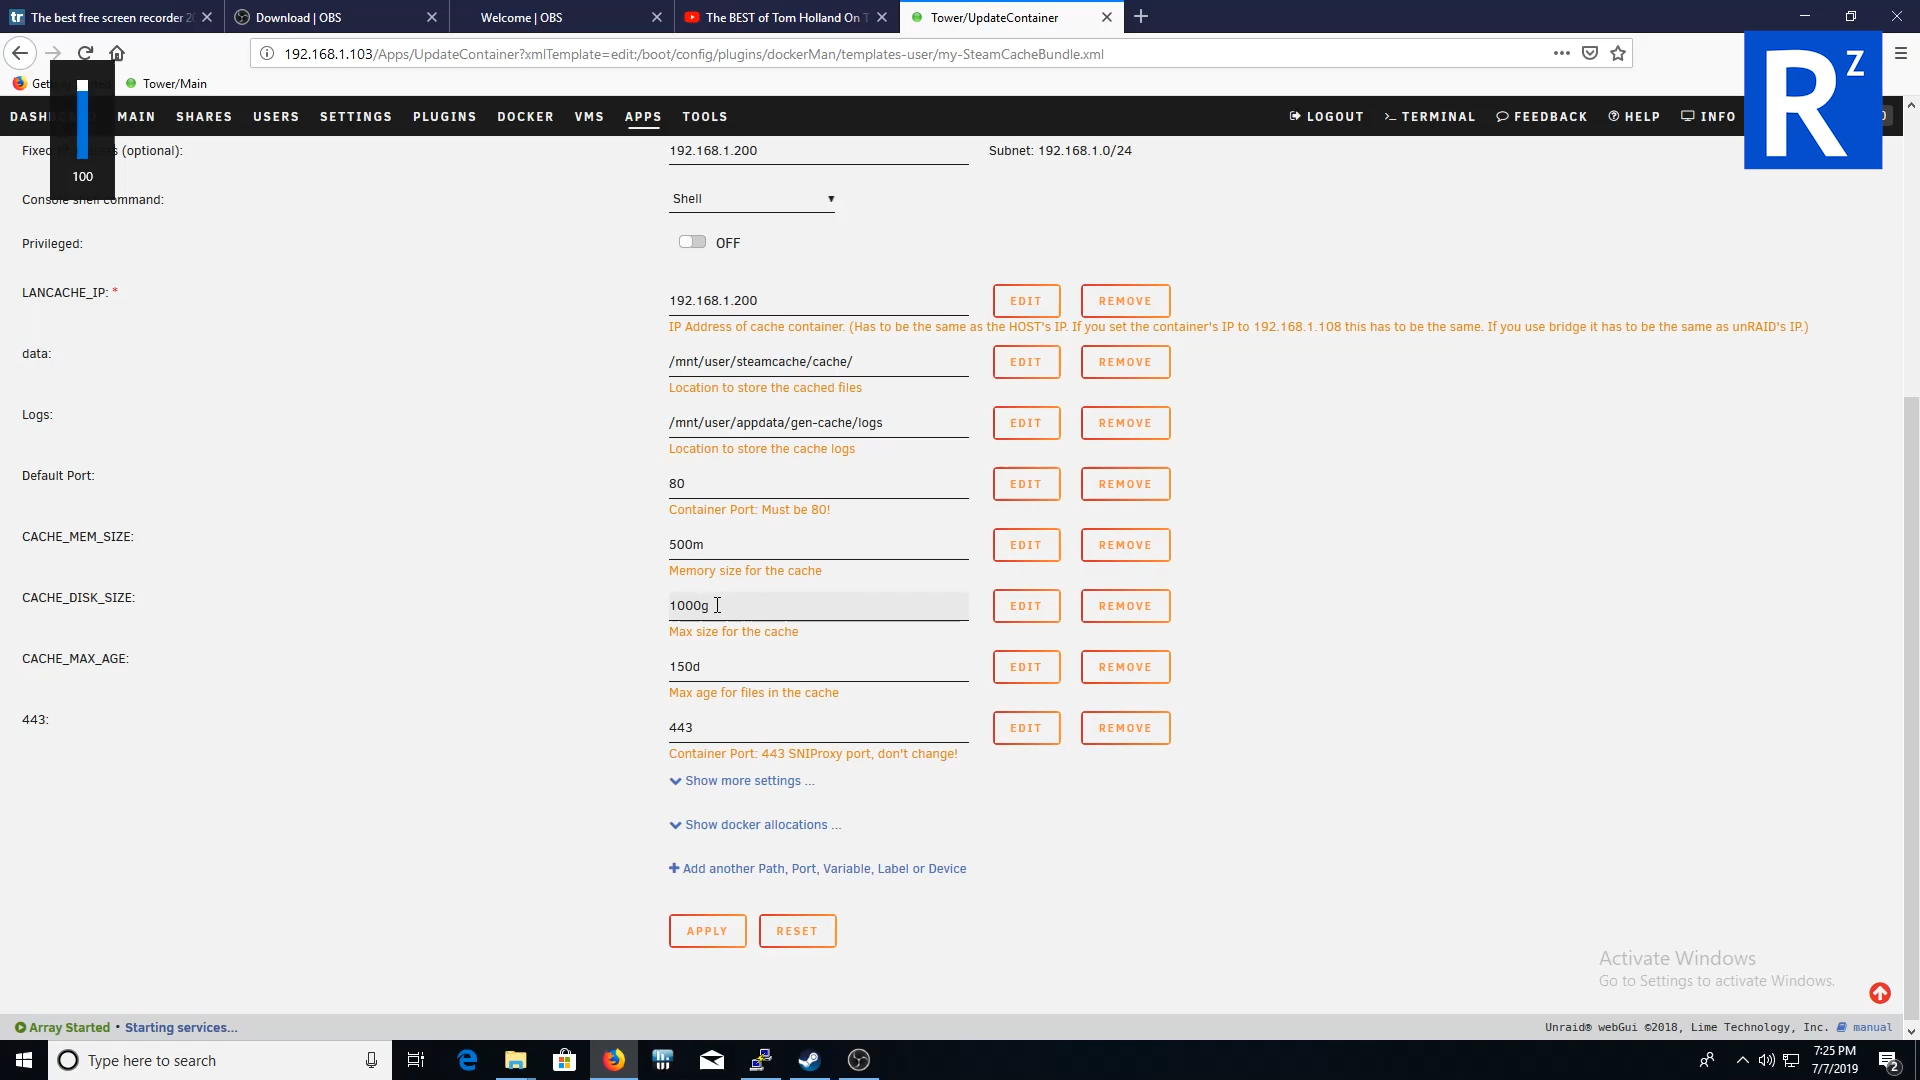 The best free screen recorder 20
Download | OBS
Welcome | OBS
The BEST of Tom Holland On T
Tower/UpdateContainer
192.168.1.103/Apps/UpdateContainer?xmlTemplate=edit:/boot/config/plugins/dockerMan/templates-user/my-SteamCacheBundle.xml
Tower/Main
RZ
MAIN SHARES USERS SETTINGS PLUGINS DOCKER VMS APPS TOOLS
LOGOUT TERMINAL FEEDBACK HELP INFO
100
(optional):
192.168.1.200
Subnet: 192.168.1.0/24
Console shell command:
Shell
Privileged:
OFF
LANCACHE_IP: *
192.168.1.200
EDIT REMOVE
IP Address of cache container. (Has to be the same as the HOST's IP. If you set the container's IP to 192.168.1.108 this has to be the same. If you use bridge it has to be the same as unRAID's IP.)
data:
/mnt/user/steamcache/cache/
EDIT REMOVE
Location to store the cached files
Logs:
/mnt/user/appdata/gen-cache/logs
EDIT REMOVE
Location to store the cache logs
Default Port:
80
EDIT REMOVE
Container Port: Must be 80!
CACHE_MEM_SIZE:
500m
EDIT REMOVE
Memory size for the cache
CACHE_DISK_SIZE:
1000g
EDIT REMOVE
Max size for the cache
CACHE_MAX_AGE:
150d
EDIT REMOVE
Max age for files in the cache
443:
443
EDIT REMOVE
Container Port: 443 SNIProxy port, don't change!
Show more settings ...
Show docker allocations ...
Add another Path, Port, Variable, Label or Device
APPLY RESET
Activate Windows
Go to Settings to activate Windows.
Array Started • Starting services...
Unraid® webGui ©2018, Lime Technology, Inc. manual
Type here to search
7:25 PM
7/7/2019
2